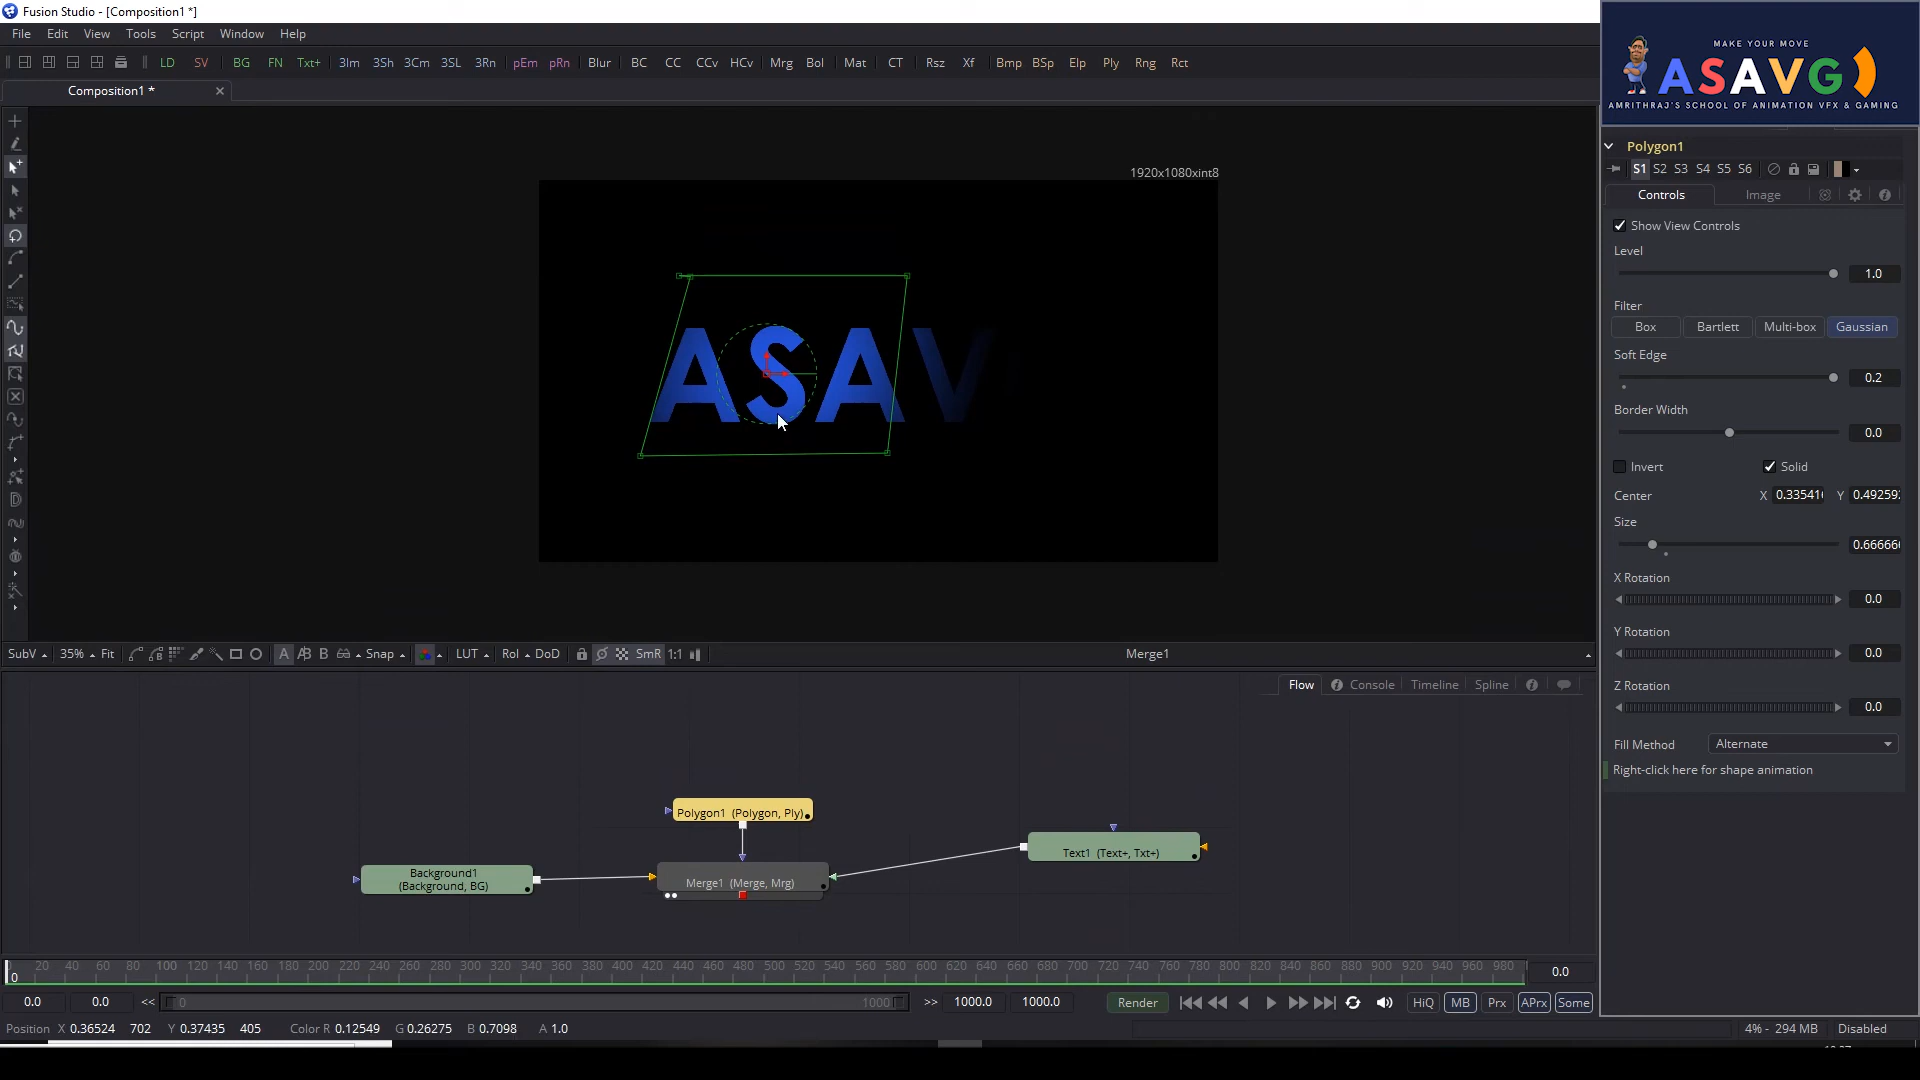 Fusion Studio - [Composition1 *]
File Edit View Tools Script Window Help
LD SV BG FN Txt+ 3Im 3Sh 3Cm 3SL 3Rn pEm pRn Blur BC CC CCv HCv Mrg Bol Mat CT Rsz Xf Bmp BSp Elp Ply Rng Rct
Composition1 *
MAKE YOUR MOVE
ASAVG
AMRITHRAJ'S SCHOOL OF ANIMATION VFX & GAMING
1920x1080xint8
ASAV
Polygon1
S1 S2 S3 S4 S5 S6
Controls Image
Show View Controls
Level
1.0
Filter
Box Bartlett Multi-box Gaussian
Soft Edge
0.2
Border Width
0.0
Invert Solid
Center X 0.33541 Y 0.49259
Size
0.66666
X Rotation
0.0
Y Rotation
0.0
Z Rotation
0.0
Fill Method Alternate
Right-click here for shape animation
SubV 35% Fit A A|B B Snap LUT RoI DoD SmR 1:1 Merge1
Flow Console Timeline Spline
Polygon1 (Polygon, Ply)
Text1 (Text+, Txt+)
Background1
(Background, BG)
Merge1 (Merge, Mrg)
0 20 40 60 80 100 120 140 160 180 200 220 240 260 280 300 320 340 360 380 400 420 440 460 480 500 520 540 560 580 600 620 640 660 680 700 720 740 760 780 800 820 840 860 880 900 920 940 960 980
0 0.0
0.0 0.0 << 0 1000 >> 1000.0 1000.0 Render HiQ MB Prx APrx Some
Position X 0.36524 702 Y 0.37435 405 Color R 0.12549 G 0.26275 B 0.7098 A 1.0
4% - 294 MB Disabled